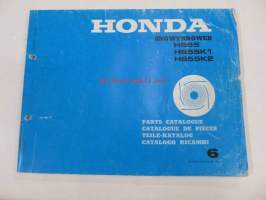 HONDA
SNOWTHROWER
HS55
HS55K1
HS55K2
PARTS CATALOGUE
CATALOGUE DE PIECES
TEILE-KATALOG
CATALOGO RICAMBI
6